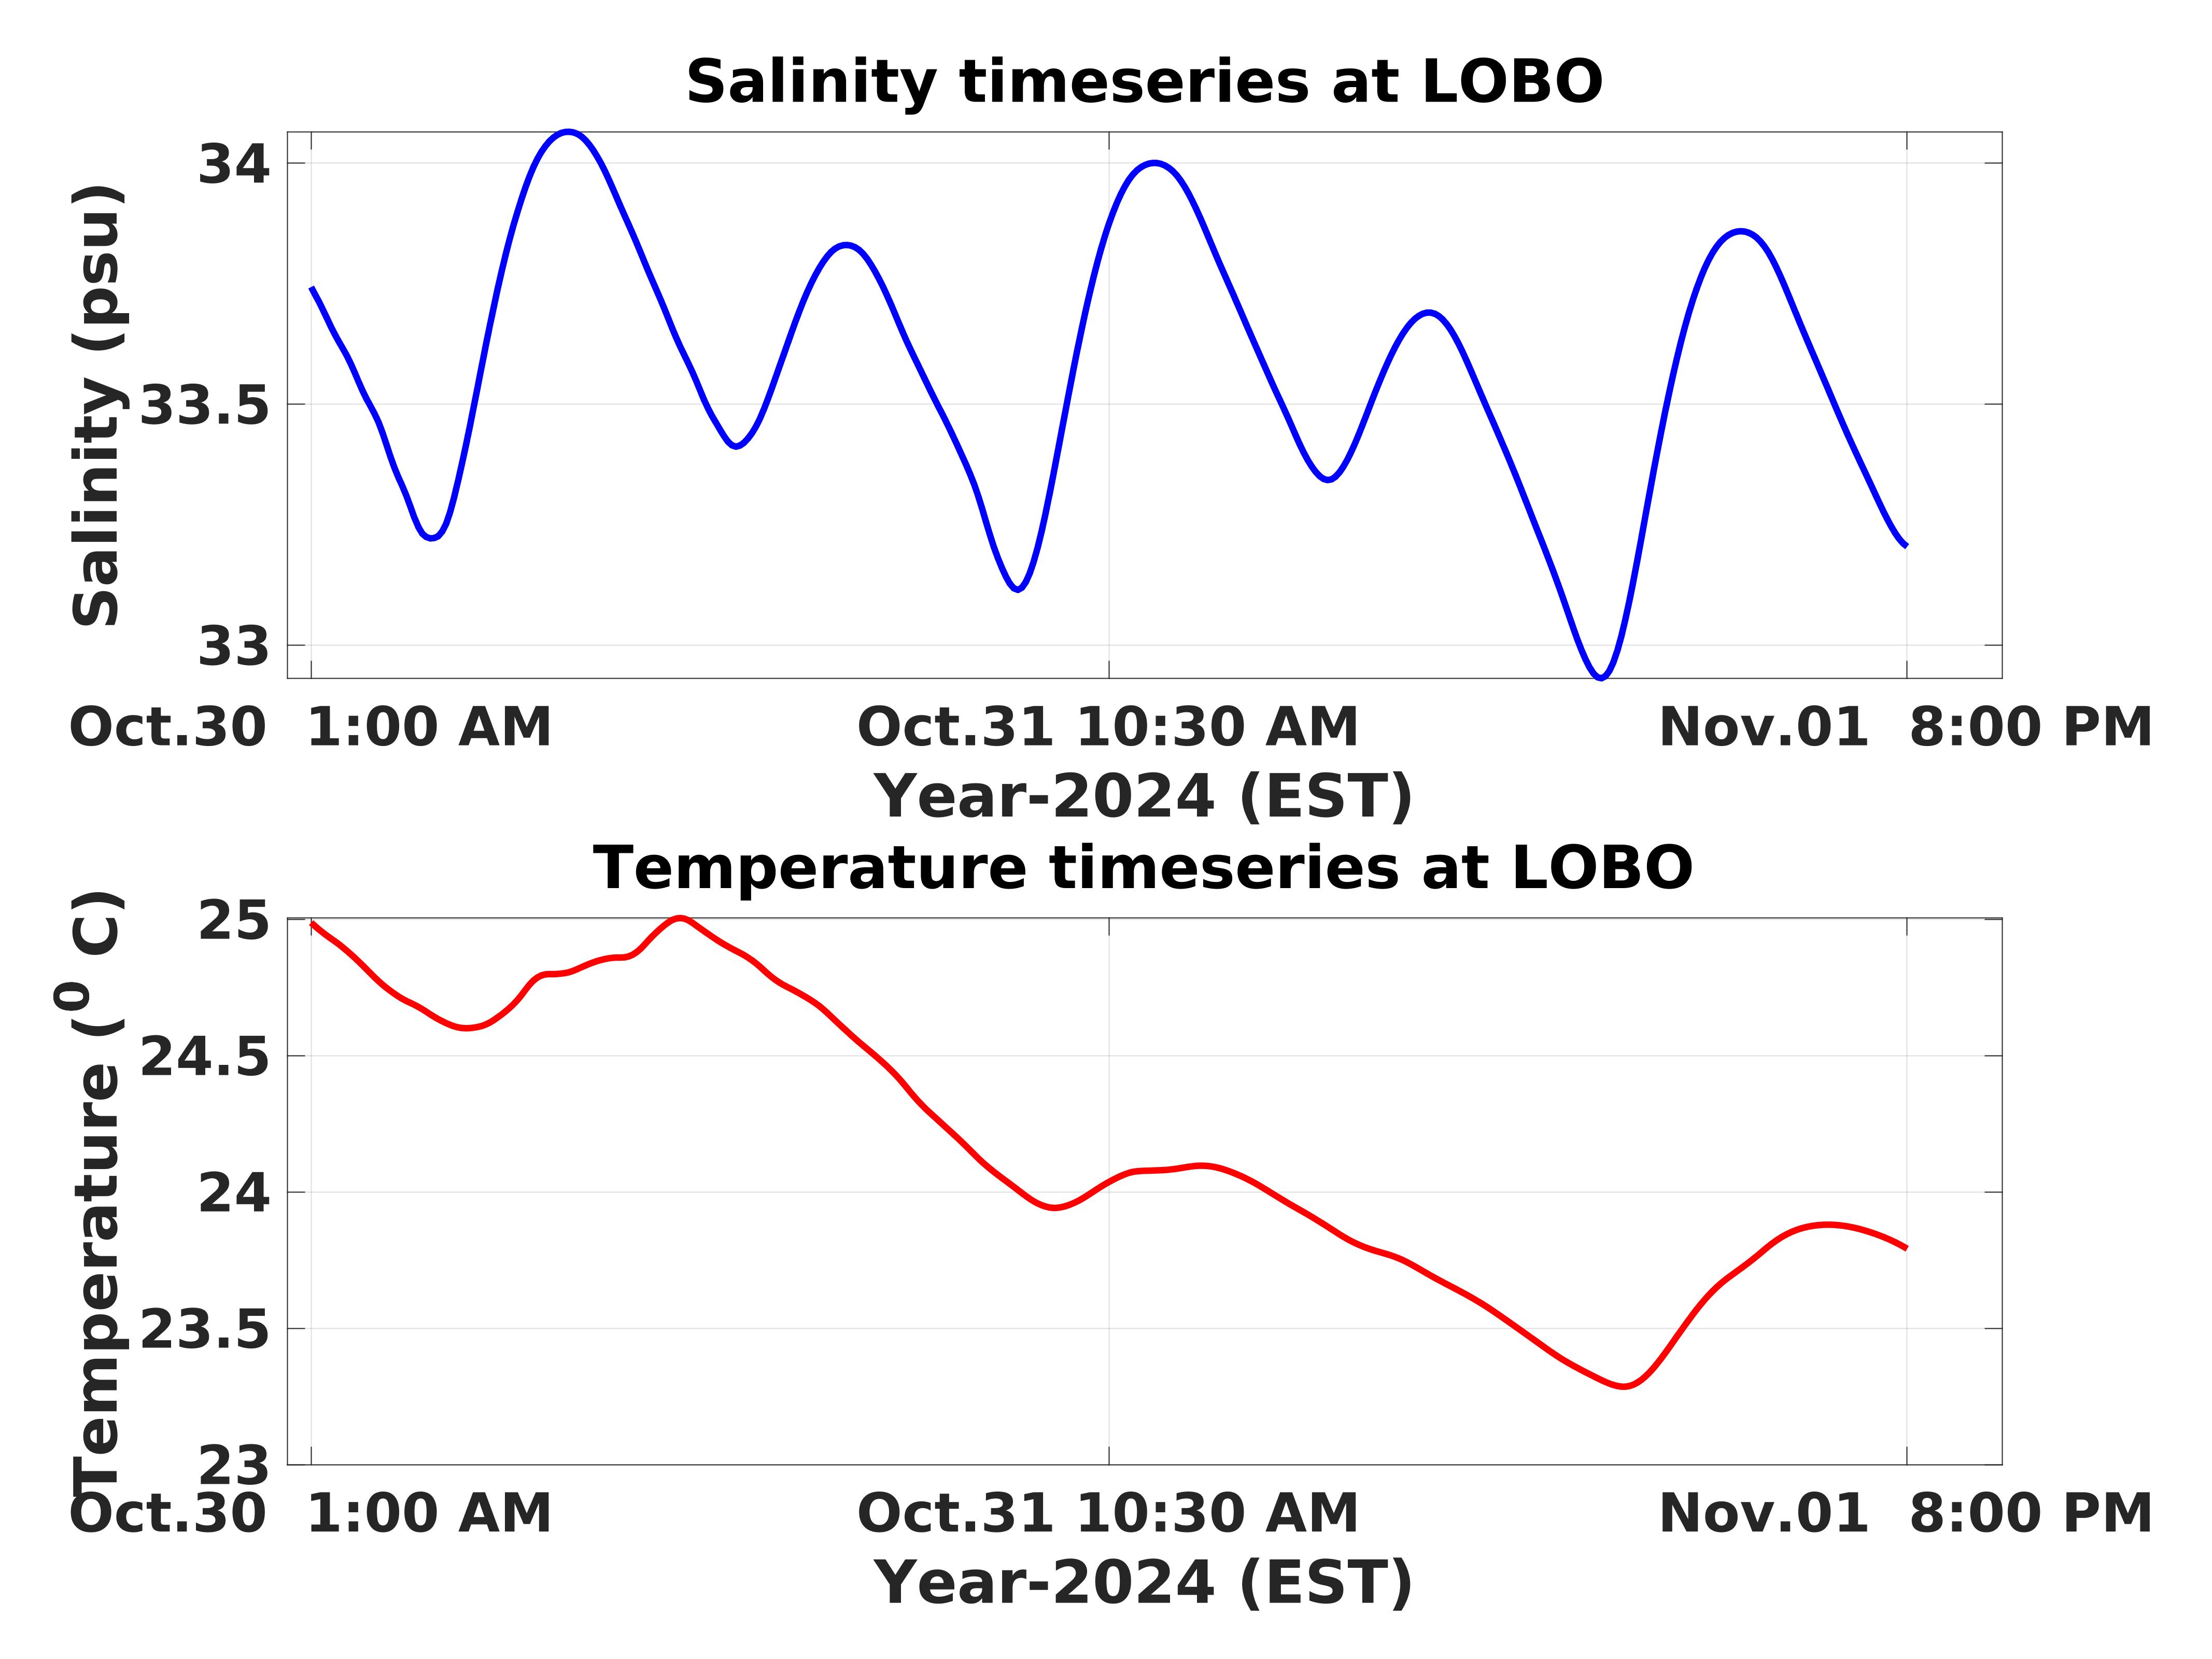 Salinity timeseries at LOBO
Salinity (psu)
34
33.5
33
Oct.30  1:00 AM
Oct.31 10:30 AM
Nov.01  8:00 PM
Year-2024 (EST)
Temperature timeseries at LOBO
Temperature (⁰ C)
25
24.5
24
23.5
23
Oct.30  1:00 AM
Oct.31 10:30 AM
Nov.01  8:00 PM
Year-2024 (EST)